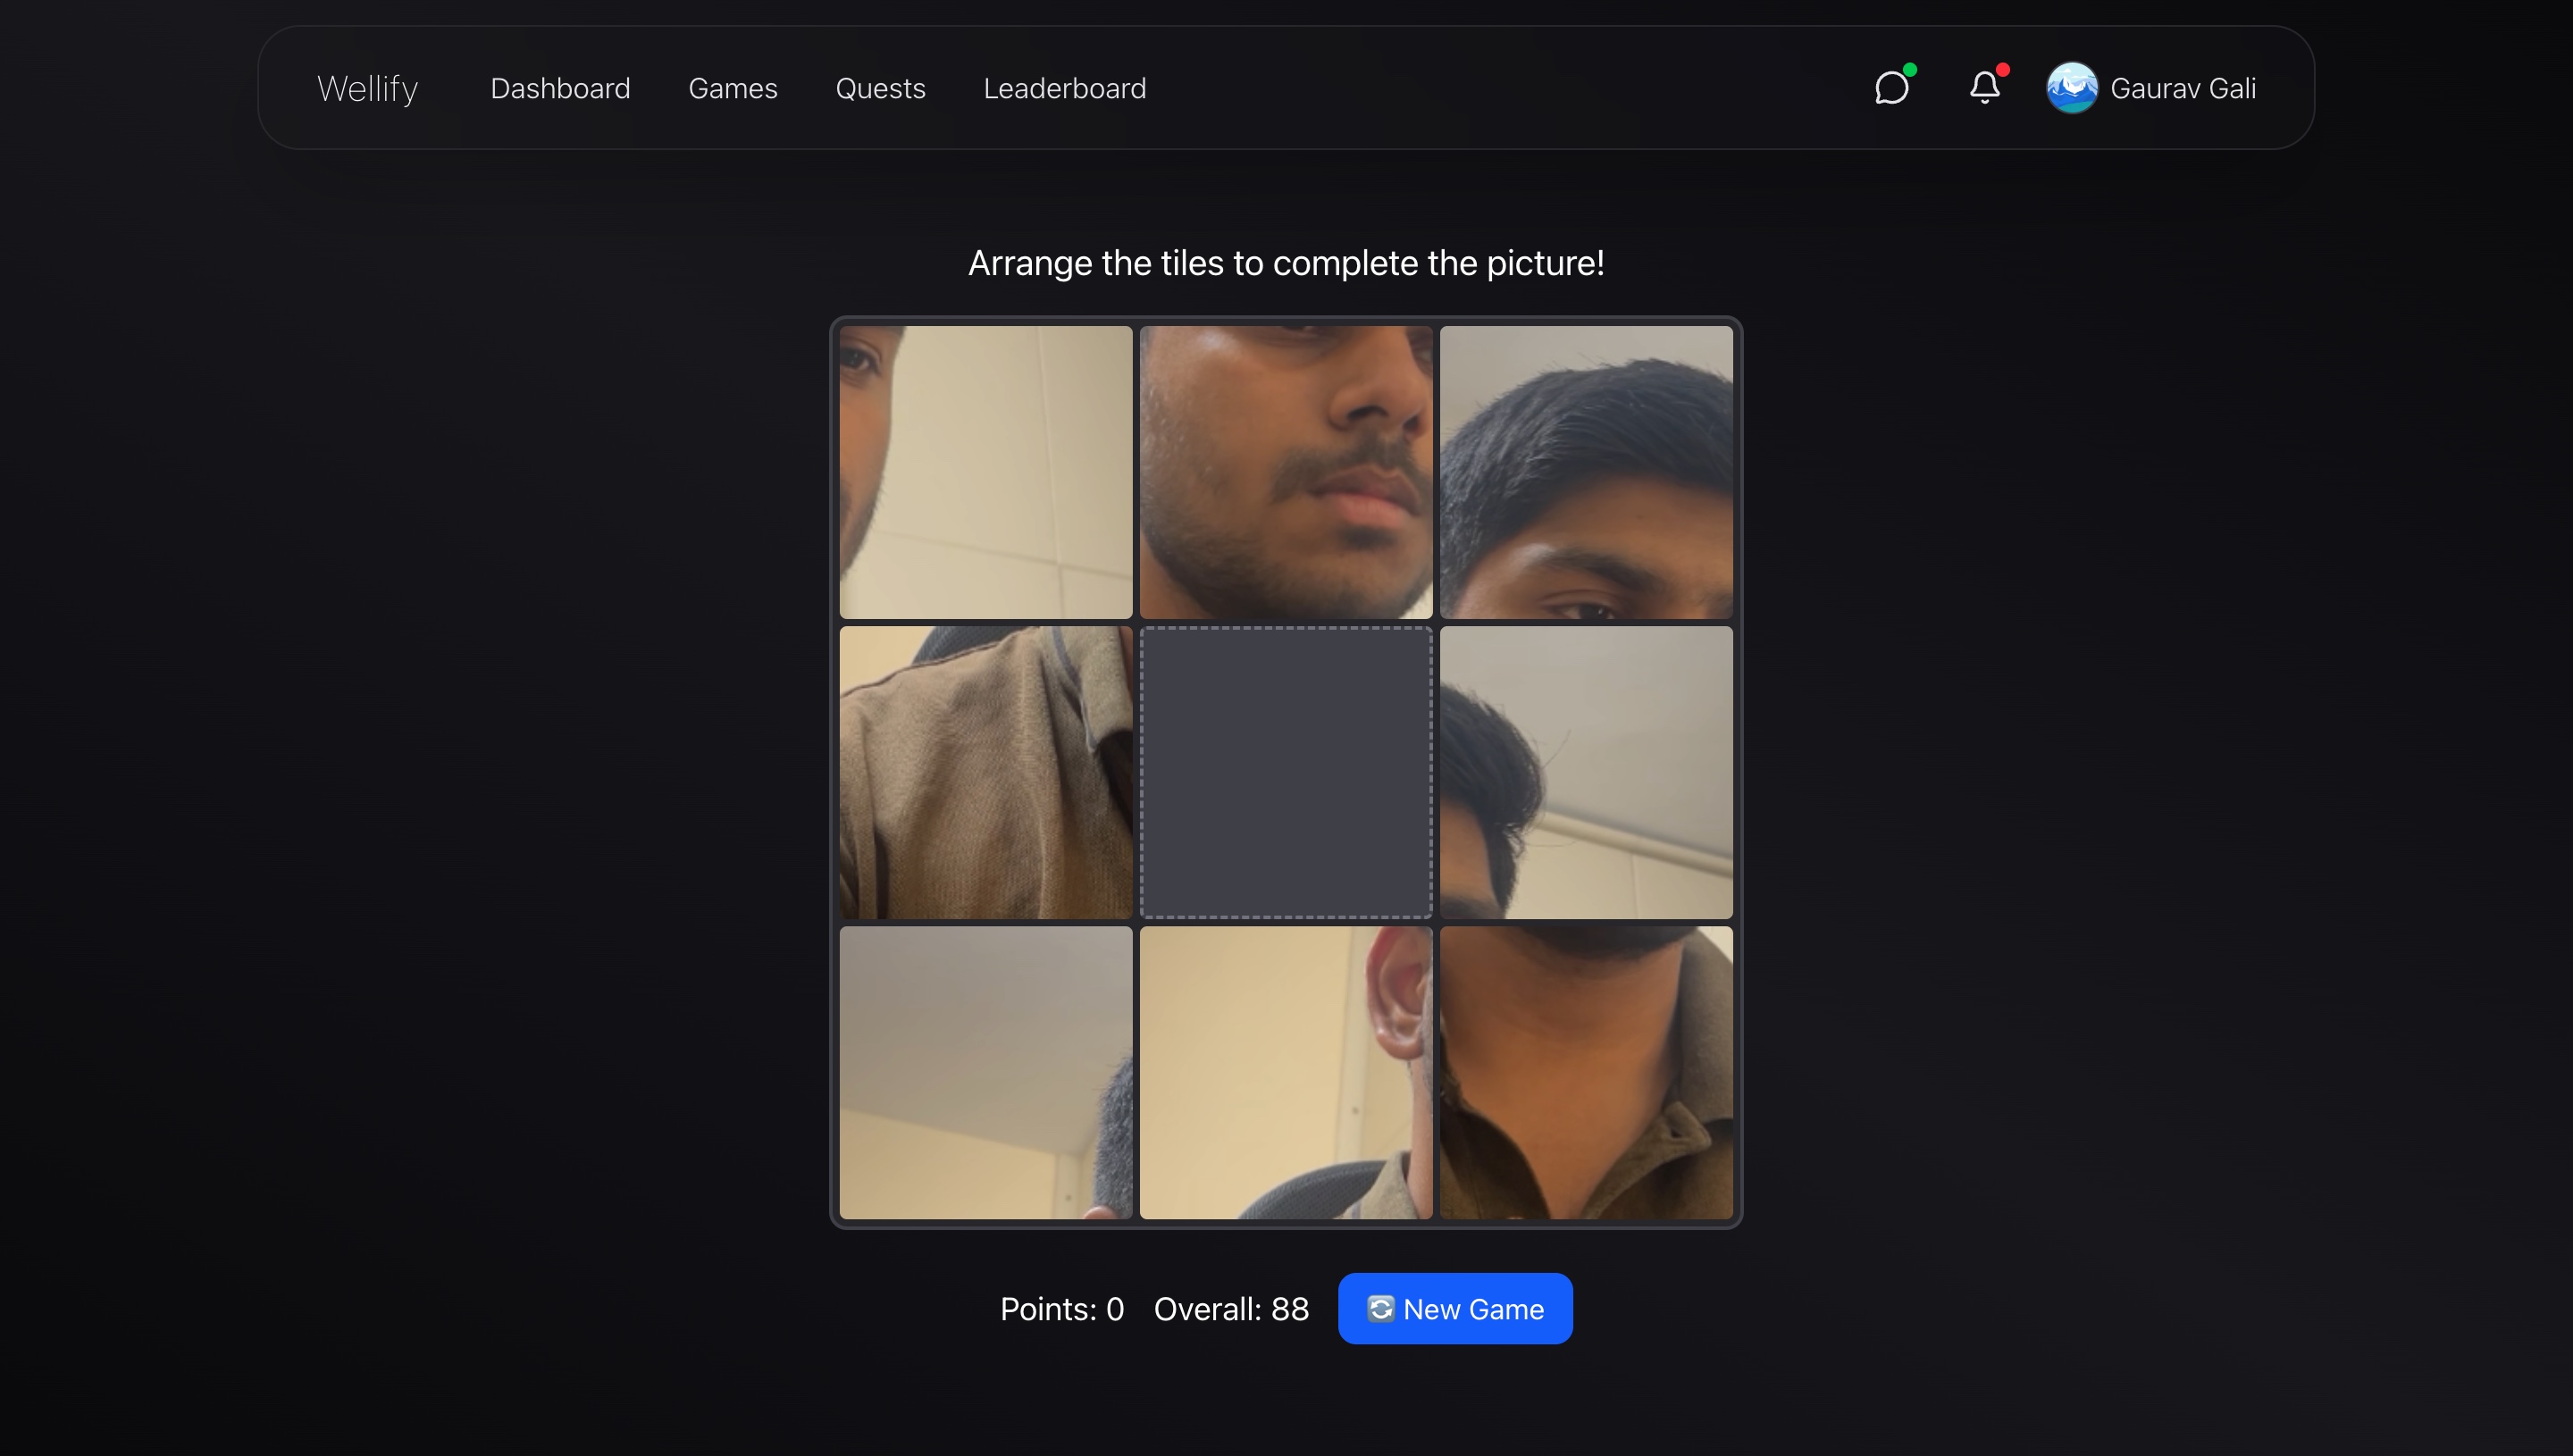 Wellify Dashboard Games Quests Leaderboard Gaurav Gali
Arrange the tiles to complete the picture!
Points: 0 Overall: 88 New Game